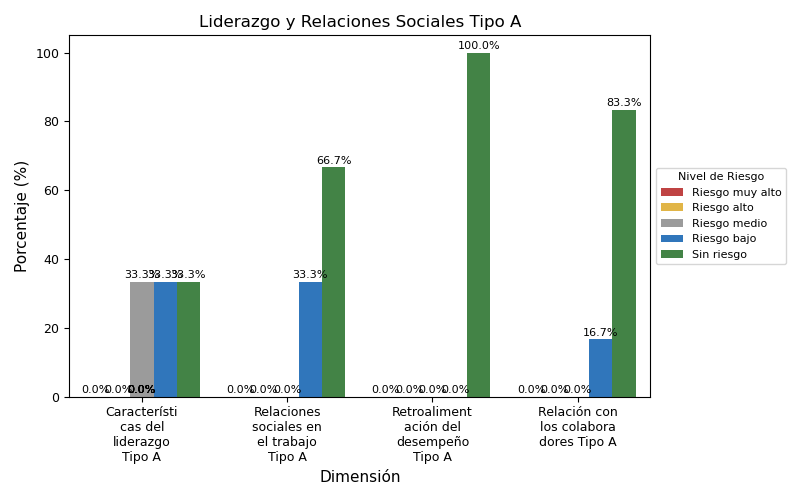 Liderazgo y Relaciones Sociales Tipo A
Porcentaje (%)
100
80
60
40
20
0
0.0% 0.0% 33.3% 0.0% 33.3% 33.3%
0.0% 0.0% 0.0% 33.3% 66.7%
0.0% 0.0% 0.0% 0.0% 100.0%
0.0% 0.0% 0.0% 16.7% 83.3%
Característi
cas del
liderazgo
Tipo A
Relaciones
sociales en
el trabajo
Tipo A
Retroaliment
ación del
desempeño
Tipo A
Relación con
los colabora
dores Tipo A
Dimensión
Nivel de Riesgo
Riesgo muy alto
Riesgo alto
Riesgo medio
Riesgo bajo
Sin riesgo